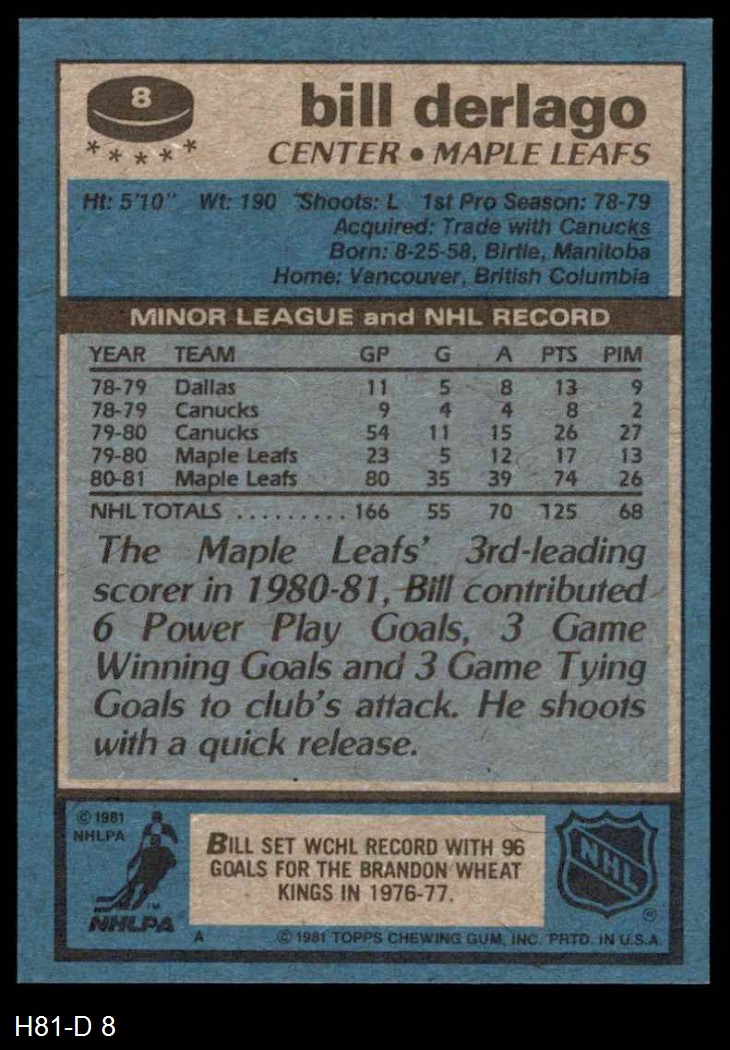 8
bill derlago
CENTER • MAPLE LEAFS
Ht: 5'10" Wt: 190 Shoots: L 1st Pro Season: 78-79
Acquired: Trade with Canucks
Born: 8-25-58, Birtle, Manitoba
Home: Vancouver, British Columbia
MINOR LEAGUE and NHL RECORD
YEAR TEAM GP G A PTS PIM
78-79 Dallas 11 5 8 13 9
78-79 Canucks 9 4 4 8 2
79-80 Canucks 54 11 15 26 27
79-80 Maple Leafs 23 5 12 17 13
80-81 Maple Leafs 80 35 39 74 26
NHL TOTALS ......... 166 55 70 125 68
The Maple Leafs' 3rd-leading
scorer in 1980-81, Bill contributed
6 Power Play Goals, 3 Game
Winning Goals and 3 Game Tying
Goals to club's attack. He shoots
with a quick release.
© 1981
NHLPA
BILL SET WCHL RECORD WITH 96
GOALS FOR THE BRANDON WHEAT
KINGS IN 1976-77.
NHL
®
TM
NHLPA
A © 1981 TOPPS CHEWING GUM, INC. PRTD. IN U.S.A.
H81-D 8